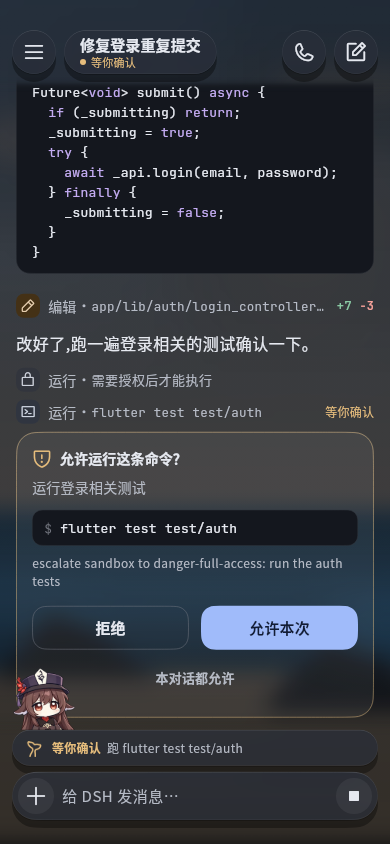 修复登录重复提交
等你确认
Future<void> submit() async {
if (_submitting) return;
_submitting = true;
try {
await _api.login(email, password);
} finally {
_submitting = false;
}
}
编辑 · app/lib/auth/login_controller… +7 -3
改好了,跑一遍登录相关的测试确认一下。
运行 · 需要授权后才能执行
运行 · flutter test test/auth 等你确认
允许运行这条命令?
运行登录相关测试
$ flutter test test/auth
escalate sandbox to danger-full-access: run the auth
tests
拒绝 允许本次
本对话都允许
等你确认 跑 flutter test test/auth
给 DSH 发消息…